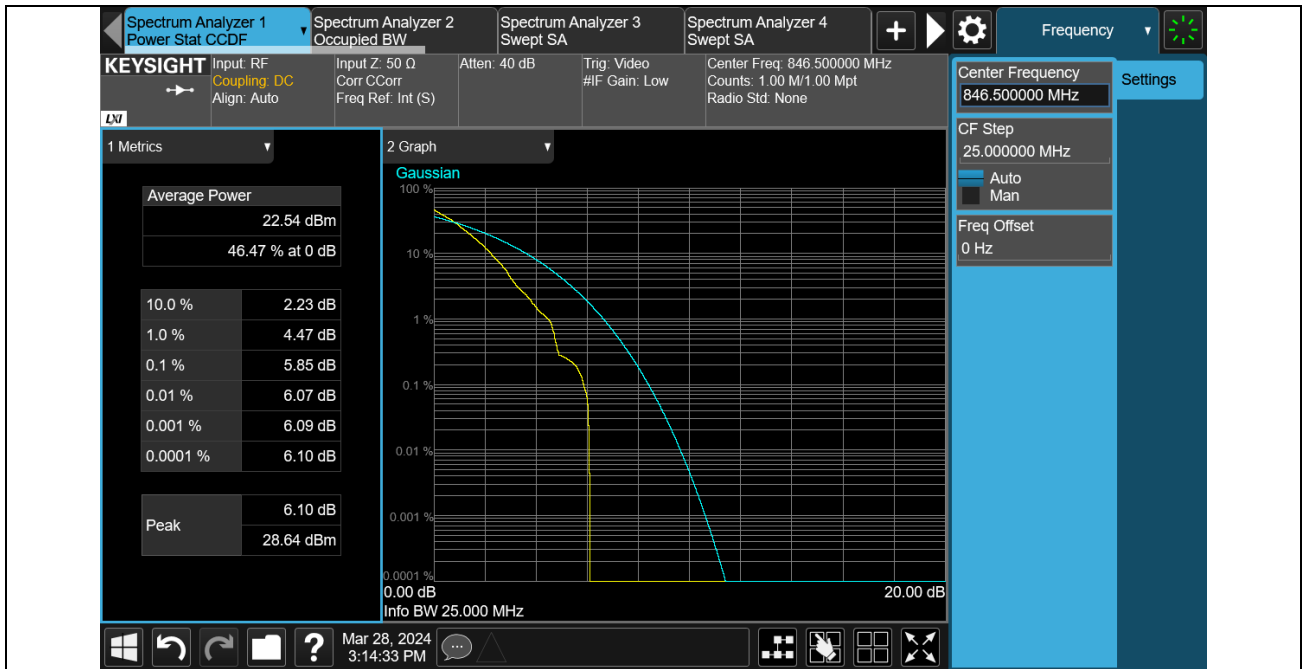 Spectrum Analyzer 1
Power Stat CCDF
Spectrum Analyzer 2
Occupied BW
Spectrum Analyzer 3
Swept SA
Spectrum Analyzer 4
Swept SA
+
Frequency
KEYSIGHT
LXI
Input: RF
Coupling: DC
Align: Auto
Input Z: 50 Ω
Corr CCorr
Freq Ref: Int (S)
Atten: 40 dB
Trig: Video
#IF Gain: Low
Center Freq: 846.500000 MHz
Counts: 1.00 M/1.00 Mpt
Radio Std: None
Center Frequency
846.500000 MHz
Settings
CF Step
25.000000 MHz
Auto
Man
Freq Offset
0 Hz
1 Metrics
Average Power
22.54 dBm
46.47 % at 0 dB
10.0 % 2.23 dB
1.0 % 4.47 dB
0.1 % 5.85 dB
0.01 % 6.07 dB
0.001 % 6.09 dB
0.0001 % 6.10 dB
Peak
6.10 dB
28.64 dBm
2 Graph
Gaussian
100 %
10 %
1 %
0.1 %
0.01 %
0.001 %
0.0001 %
0.00 dB 20.00 dB
Info BW 25.000 MHz
?
Mar 28, 2024
3:14:33 PM